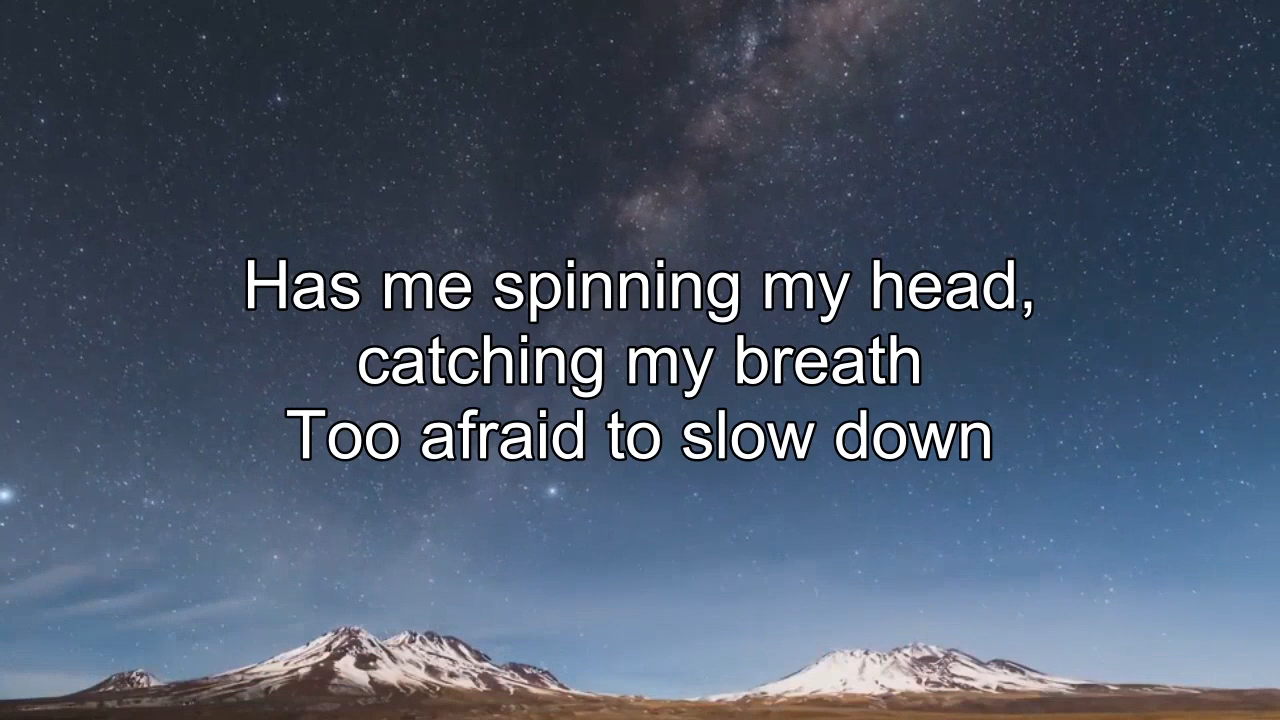 Has me spinning my head,
catching my breath
Too afraid to slow down